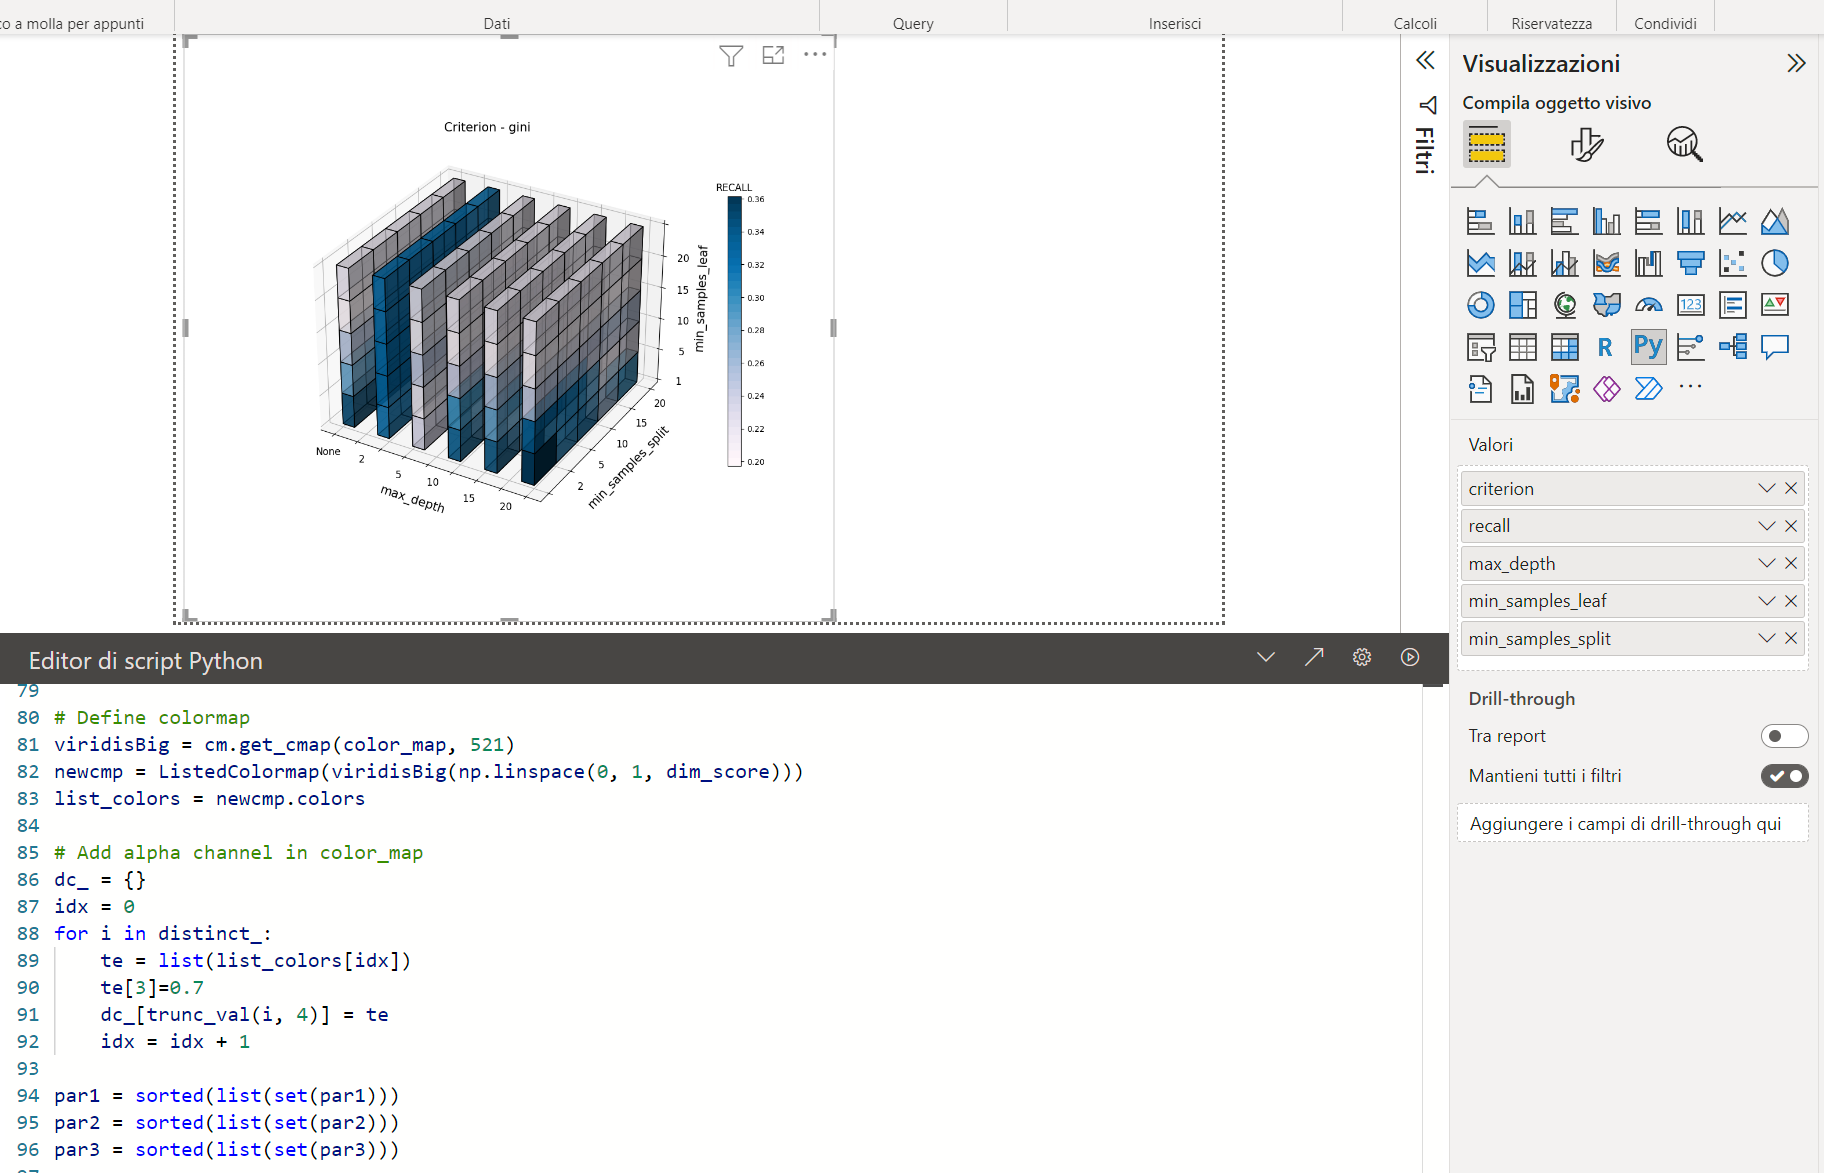 co a molla per appunti
Dati
Query
Inserisci
Calcoli
Riservatezza
Condividi
Criterion - gini
RECALL
0.36
0.34
0.32
0.30
0.28
0.26
0.24
0.22
0.20
min_samples_leaf
20
15
10
5
1
20
15
10
5
2
min_samples_split
None
2
5
10
15
20
max_depth
Filtri
Visualizzazioni
Compila oggetto visivo
123
R
Py
Valori
criterion
recall
max_depth
min_samples_leaf
min_samples_split
Drill-through
Tra report
Mantieni tutti i filtri
Aggiungere i campi di drill-through qui
Editor di script Python
79
80 # Define colormap
81 viridisBig = cm.get_cmap(color_map, 521)
82 newcmp = ListedColormap(viridisBig(np.linspace(0, 1, dim_score)))
83 list_colors = newcmp.colors
84
85 # Add alpha channel in color_map
86 dc_ = {}
87 idx = 0
88 for i in distinct_:
89     te = list(list_colors[idx])
90     te[3]=0.7
91     dc_[trunc_val(i, 4)] = te
92     idx = idx + 1
93
94 par1 = sorted(list(set(par1)))
95 par2 = sorted(list(set(par2)))
96 par3 = sorted(list(set(par3)))